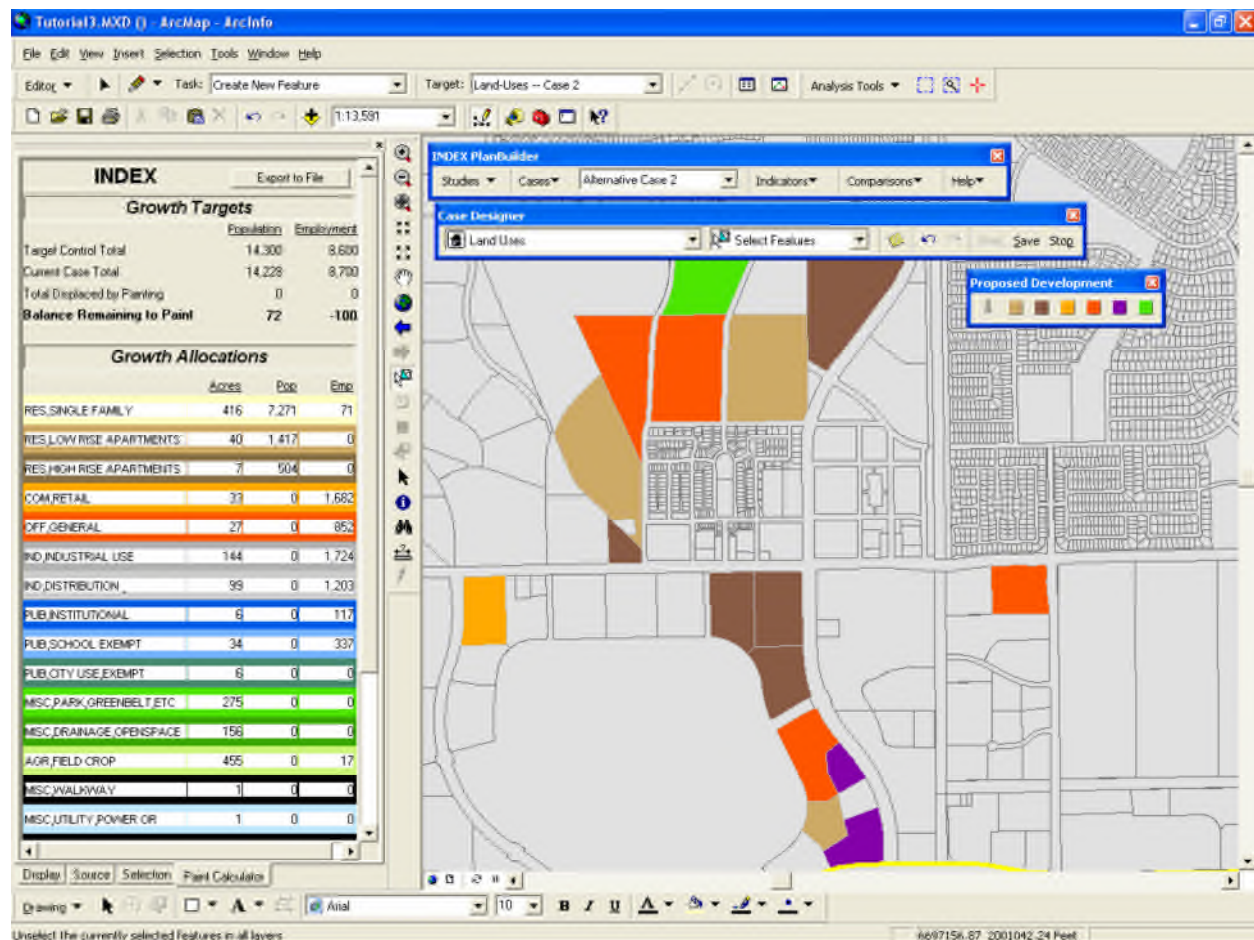 Tutorial3.MXD () - ArcMap - ArcInfo
File Edit View Insert Selection Tools Window Help
Editor Task: Create New Feature Target: Land-Uses -- Case 2 Analysis Tools
1:13,591
INDEX Export to File
Growth Targets
Population Employment
Target Control Total 14,300 8,600
Current Case Total 14,228 8,700
Total Displaced by Painting 0 0
Balance Remaining to Paint 72 -100
Growth Allocations
Acres Pop Emp
RES,SINGLE FAMILY 416 7,271 71
RES,LOW RISE APARTMENTS 40 1,417 0
RES,HIGH RISE APARTMENTS 7 504 0
COM,RETAIL 33 0 1,682
OFF,GENERAL 27 0 852
IND,INDUSTRIAL USE 144 0 1,724
IND,DISTRIBUTION 99 0 1,203
PUB,INSTITUTIONAL 6 0 117
PUB,SCHOOL EXEMPT 34 0 337
PUB,CITY USE,EXEMPT 6 0 0
MISC,PARK,GREENBELT,ETC 275 0 0
MISC,DRAINAGE,OPENSPACE 156 0 0
AGR,FIELD CROP 455 0 17
MISC,WALKWAY 1 0 0
MISC,UTILITY,POWER OR 1 0 0
INDEX PlanBuilder
Studies Cases Alternative Case 2 Indicators Comparisons Help
Case Designer
Land Uses Select Features Save Stop
Proposed Development
Display Source Selection Paint Calculator
Drawing A Arial 10 B I U A
Unselect the currently selected features in all layers 6697156.87 2001042.24 Feet